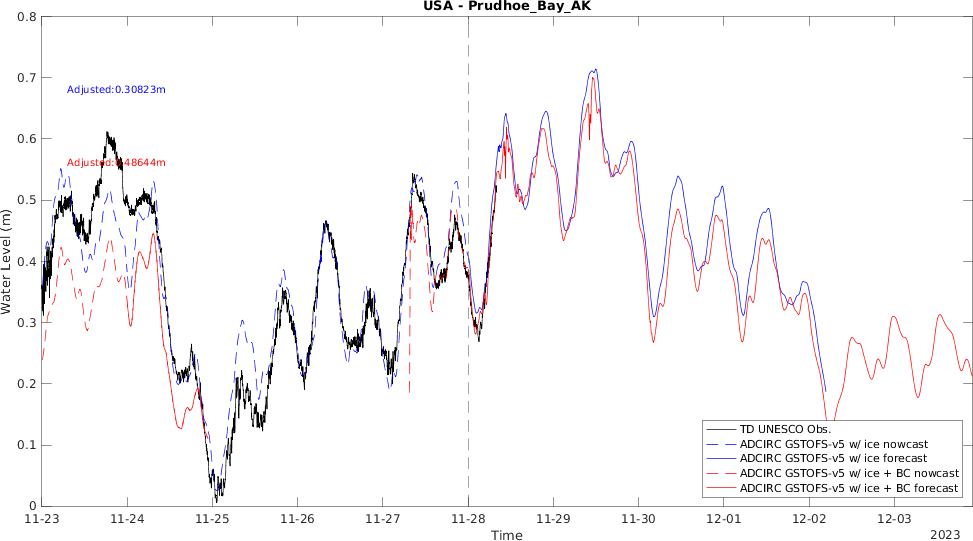 USA - Prudhoe_Bay_AK
0.8
0.7
0.6
0.5
0.4
0.3
0.2
0.1
0
Water Level (m)
Adjusted:0.30823m
Adjusted:0.48644m
TD UNESCO Obs.
ADCIRC GSTOFS-v5 w/ ice nowcast
ADCIRC GSTOFS-v5 w/ ice forecast
ADCIRC GSTOFS-v5 w/ ice + BC nowcast
ADCIRC GSTOFS-v5 w/ ice + BC forecast
11-23 11-24 11-25 11-26 11-27 11-28 11-29 11-30 12-01 12-02 12-03
Time
2023